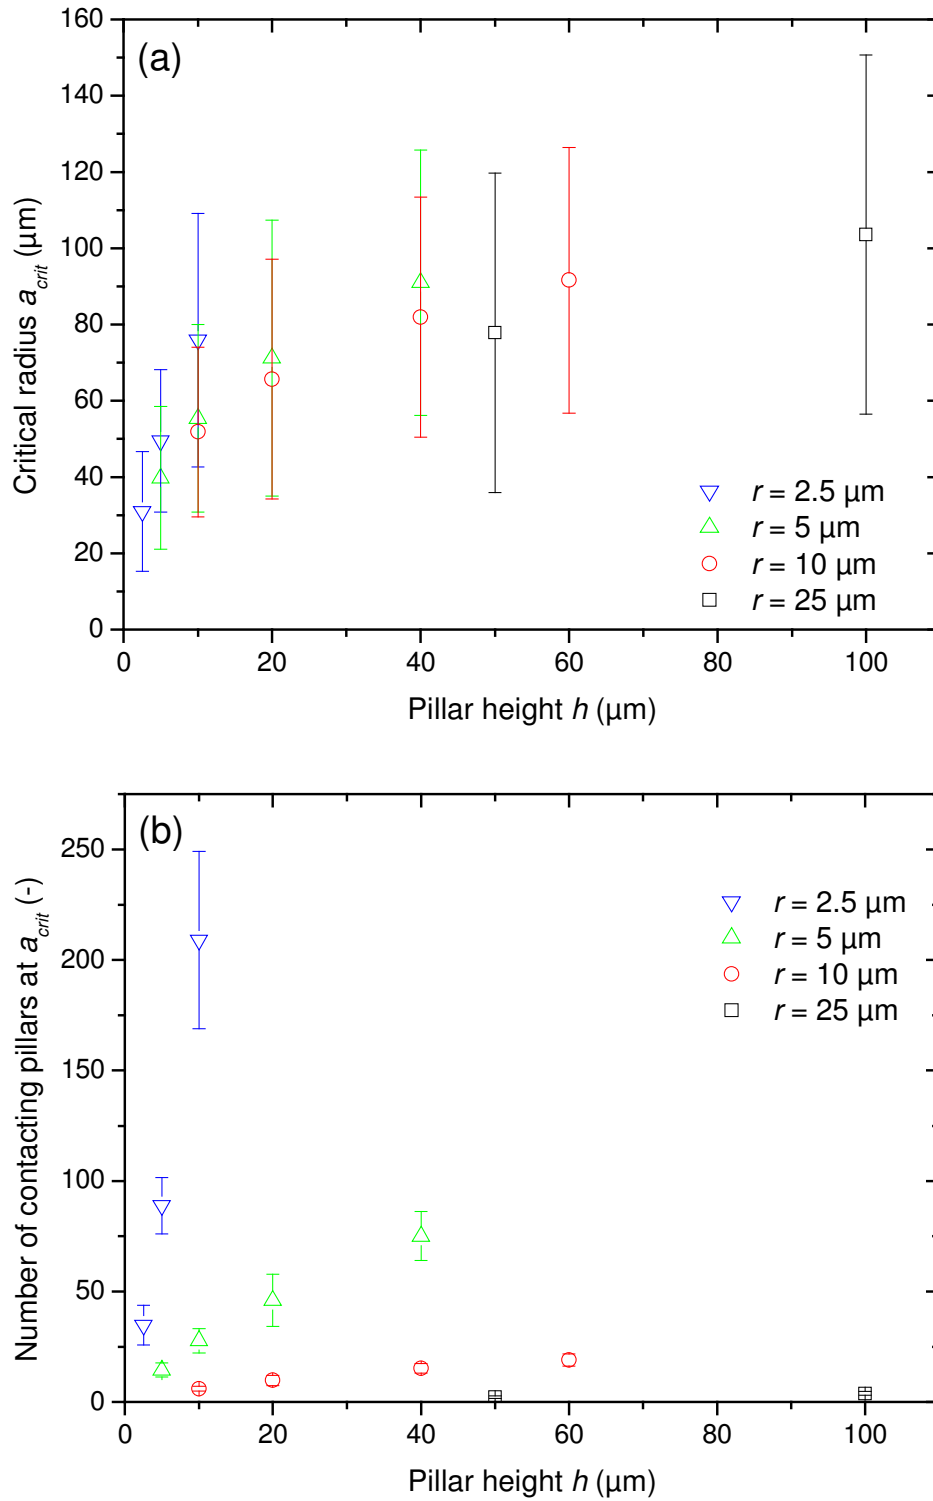 (a)
160
140
120
100
80
60
40
20
0
Critical radius a_crit (µm)
r = 2.5 µm
r = 5 µm
r = 10 µm
r = 25 µm
0 20 40 60 80 100
Pillar height h (µm)
(b)
250
200
150
100
50
0
Number of contacting pillars at a_crit (-)
r = 2.5 µm
r = 5 µm
r = 10 µm
r = 25 µm
0 20 40 60 80 100
Pillar height h (µm)